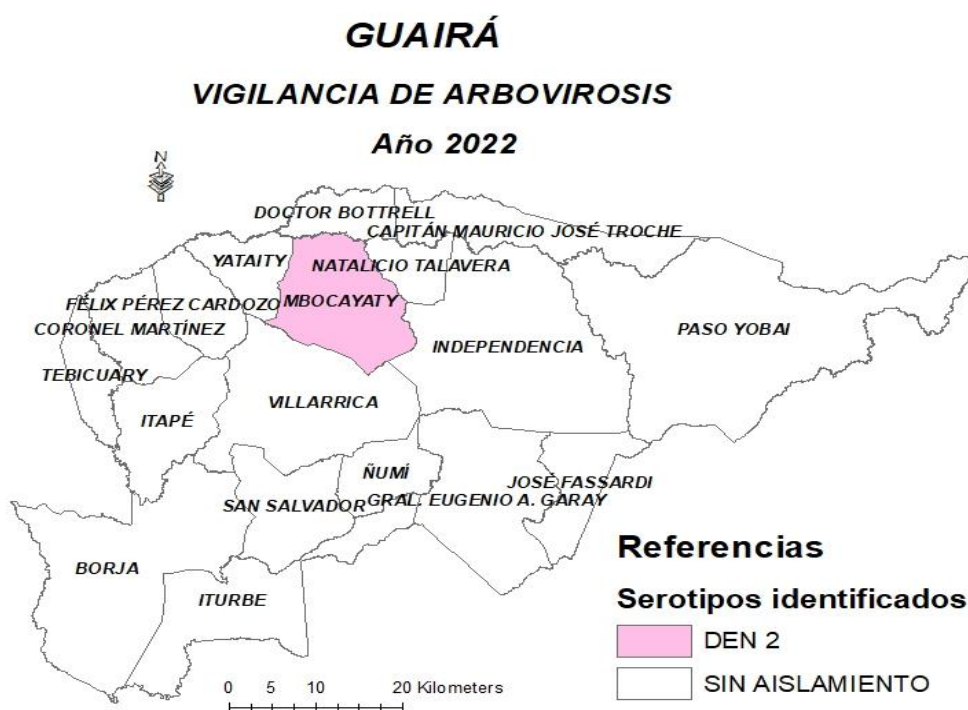 GUAIRÁ
VIGILANCIA DE ARBOVIROSIS
Año 2022
N
DOCTOR BOTTRELL
CAPITÁN MAURICIO JOSÉ TROCHE
YATAITY
NATALICIO TALAVERA
FÉLIX PÉREZ CARDOZO
MBOCAYATY
CORONEL MARTÍNEZ
PASO YOBAI
INDEPENDENCIA
TEBICUARY
VILLARRICA
ITAPÉ
ÑUMÍ
JOSÉ FASSARDI
GRAL. EUGENIO A. GARAY
SAN SALVADOR
BORJA
ITURBE
Referencias
Serotipos identificados
DEN 2
SIN AISLAMIENTO
0 5 10 20 Kilometers